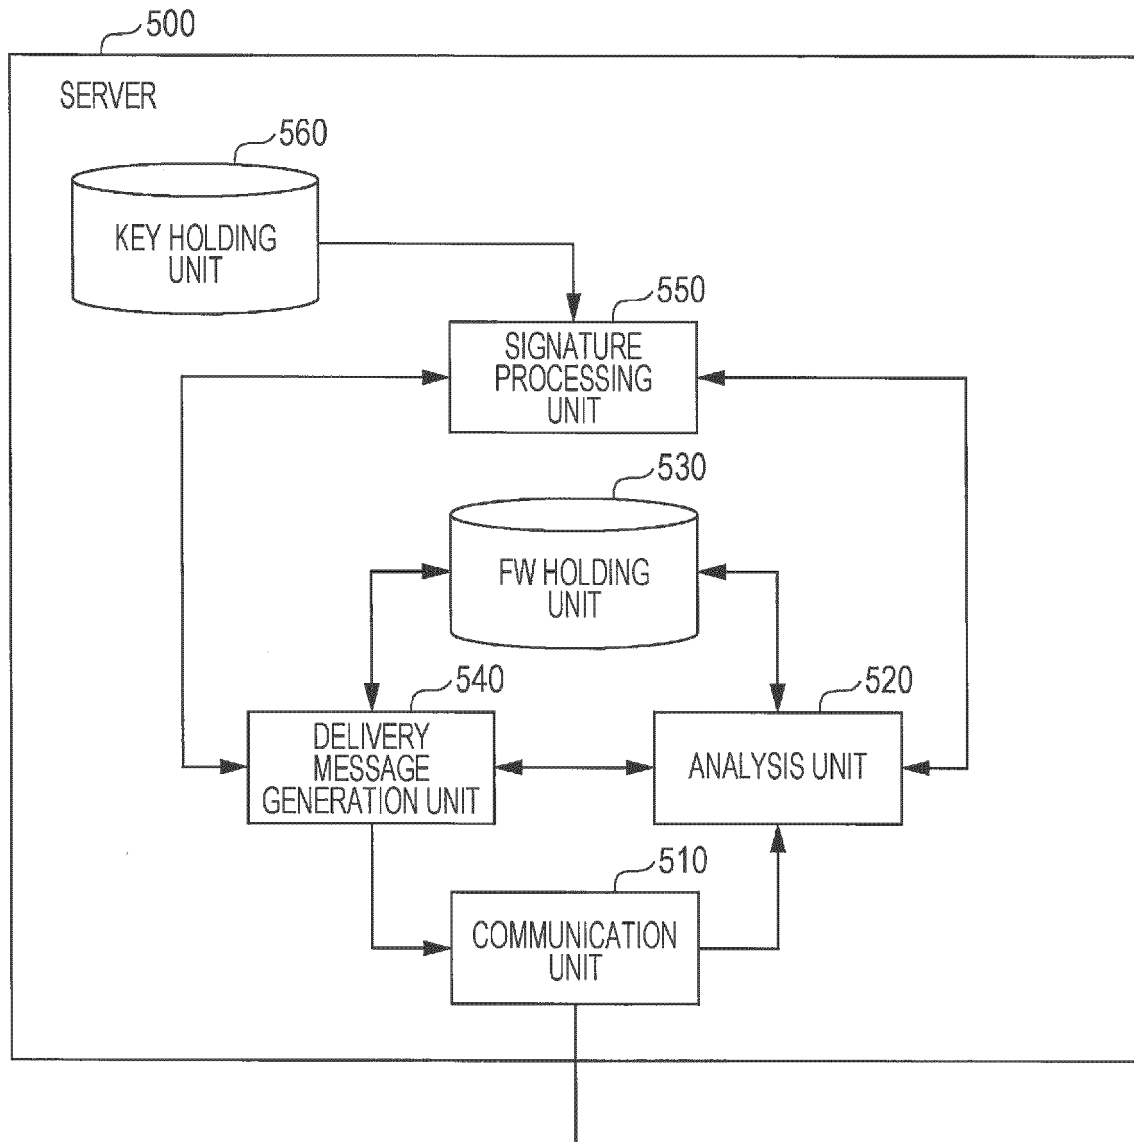 500
SERVER
560
KEY HOLDING
UNIT
550
SIGNATURE
PROCESSING
UNIT
530
FW HOLDING
UNIT
540
DELIVERY
MESSAGE
GENERATION UNIT
520
ANALYSIS UNIT
510
COMMUNICATION
UNIT